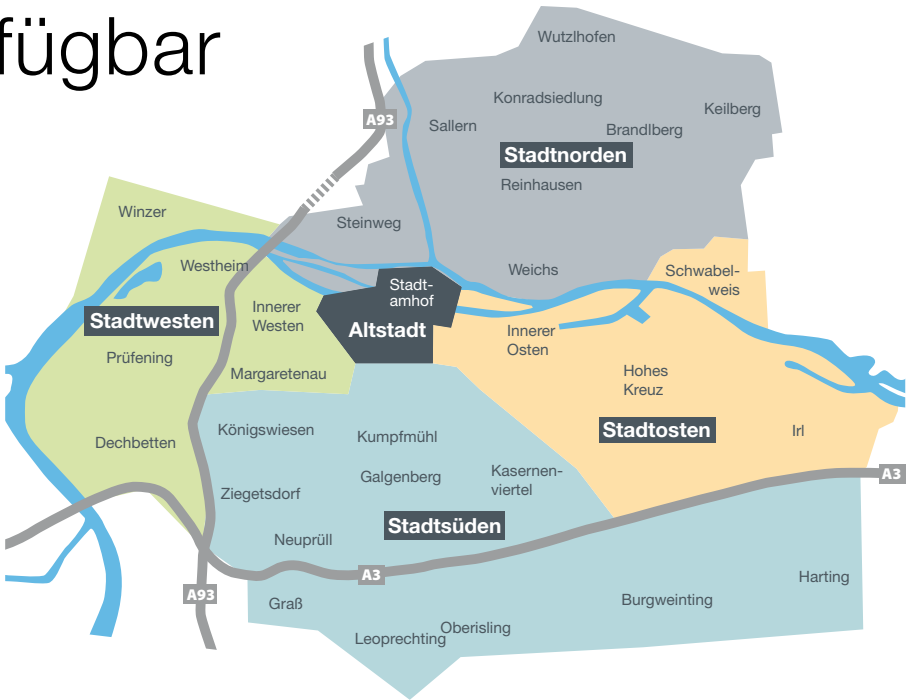 fügbar
Wutzlhofen
Konradsiedlung
Keilberg
A93
Sallern
Brandlberg
Stadtnorden
Reinhausen
Winzer
Steinweg
Westheim
Weichs
Schwabel-
weis
Stadt-
amhof
Innerer
Westen
Stadtwesten
Altstadt
Innerer
Osten
Prüfening
Margaretenau
Hohes
Kreuz
Königswiesen
Kumpfmühl
Stadtosten
Irl
Dechbetten
Galgenberg
Kasernen-
viertel
A3
Ziegetsdorf
Stadtsüden
Neuprüll
A3
Harting
A93
Graß
Burgweinting
Oberisling
Leoprechting